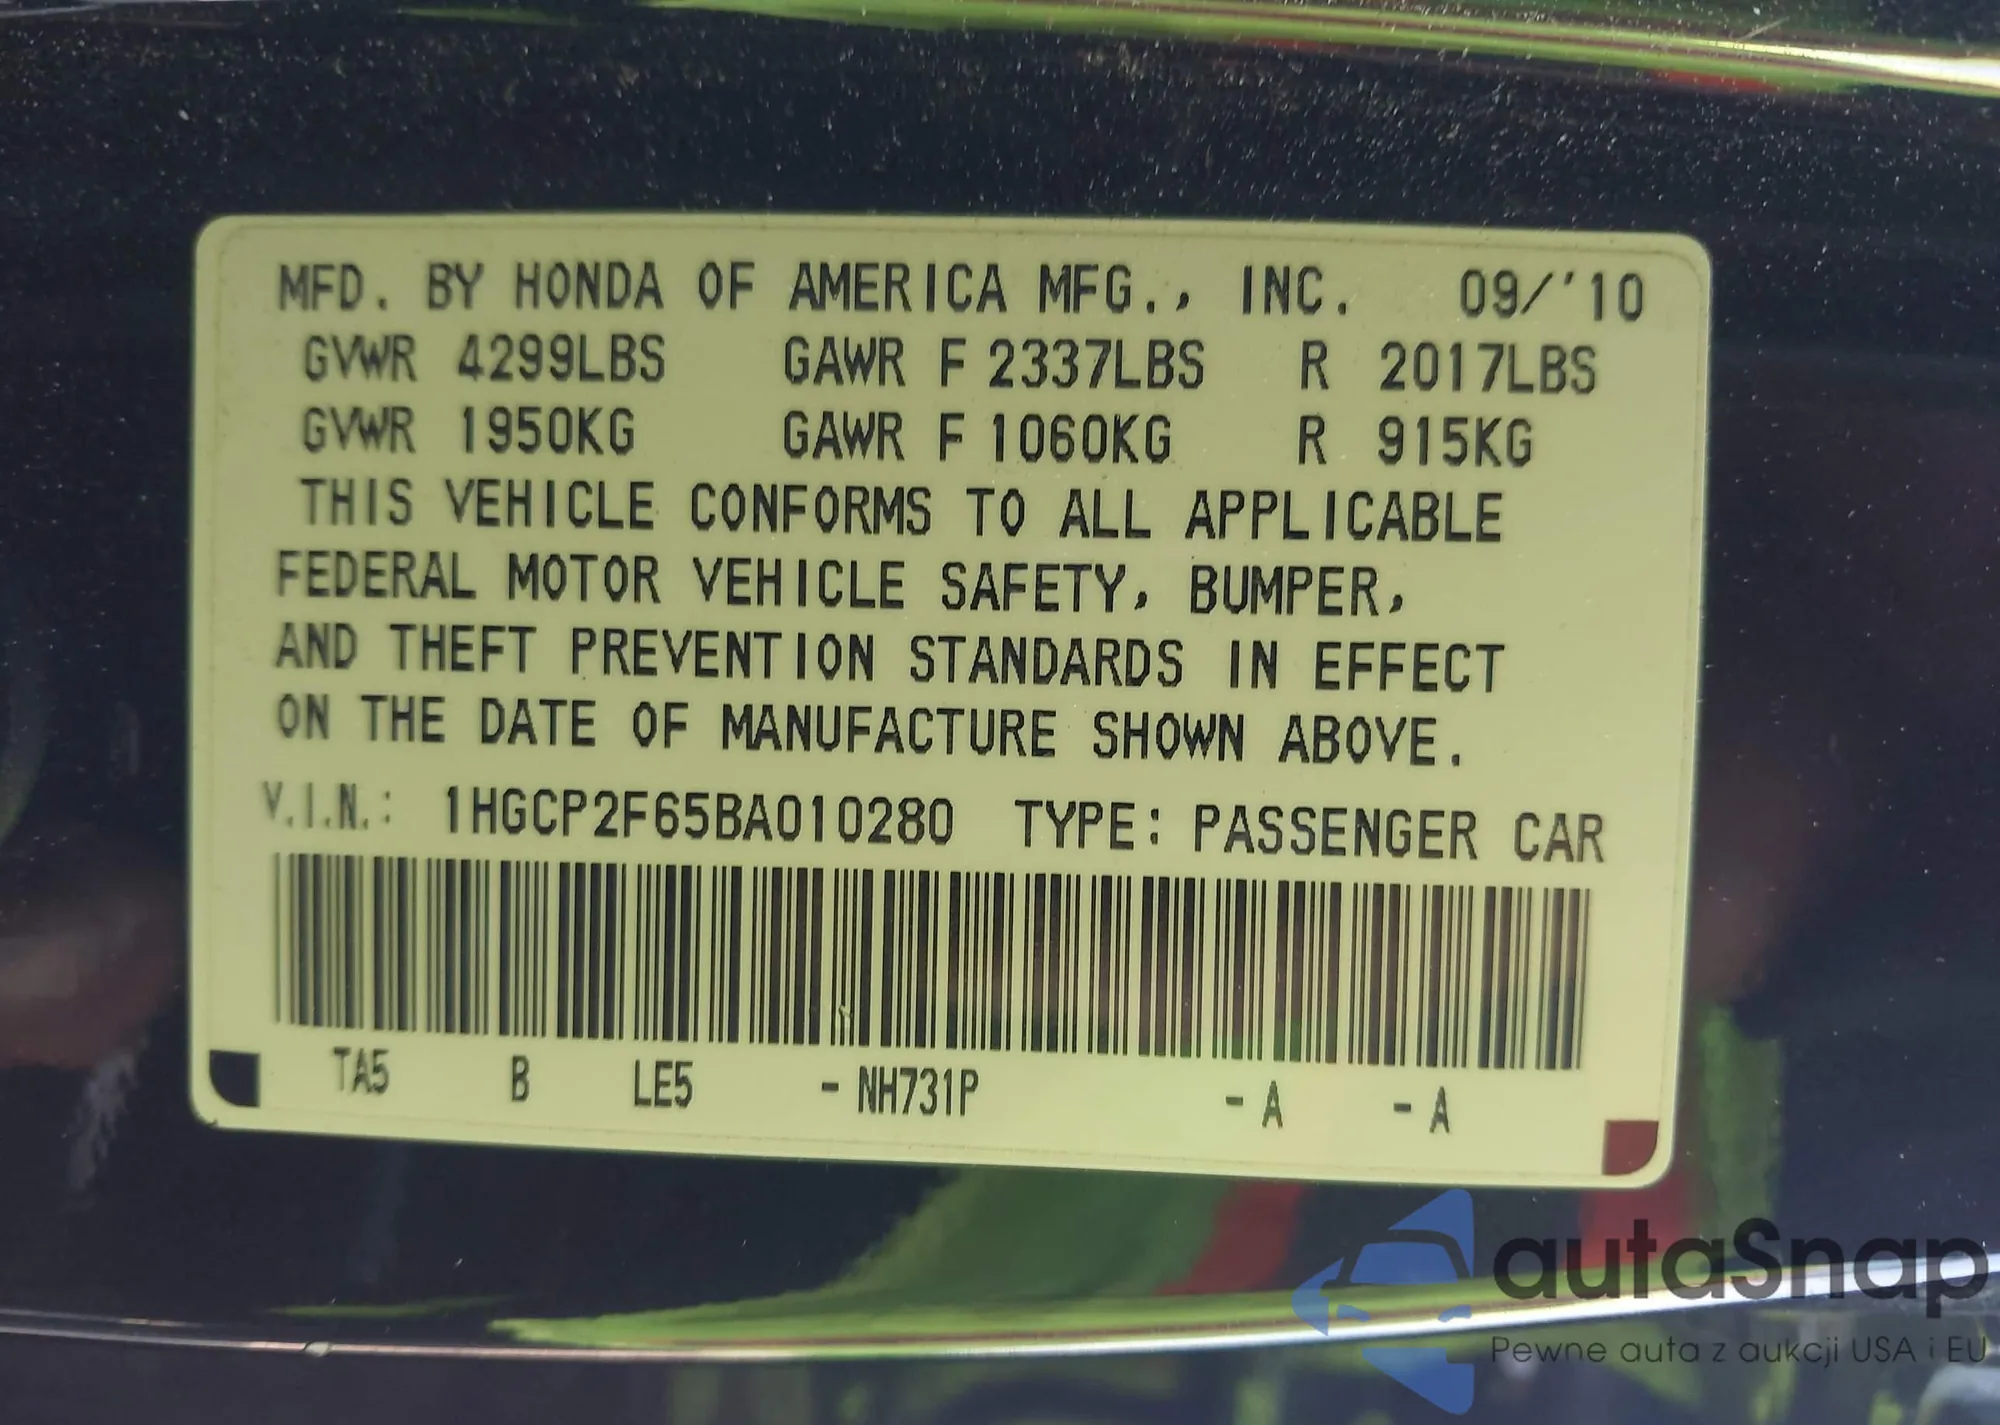 MFD. BY HONDA OF AMERICA MFG., INC. 09/'10
GVWR 4299LBS GAWR F 2337LBS R 2017LBS
GVWR 1950KG GAWR F 1060KG R 915KG
THIS VEHICLE CONFORMS TO ALL APPLICABLE
FEDERAL MOTOR VEHICLE SAFETY, BUMPER,
AND THEFT PREVENTION STANDARDS IN EFFECT
ON THE DATE OF MANUFACTURE SHOWN ABOVE.
V.I.N.: 1HGCP2F65BA010280 TYPE: PASSENGER CAR
TA5 B LE5 - NH731P - A - A
autaSnap
Pewne auta z aukcji USA i EU